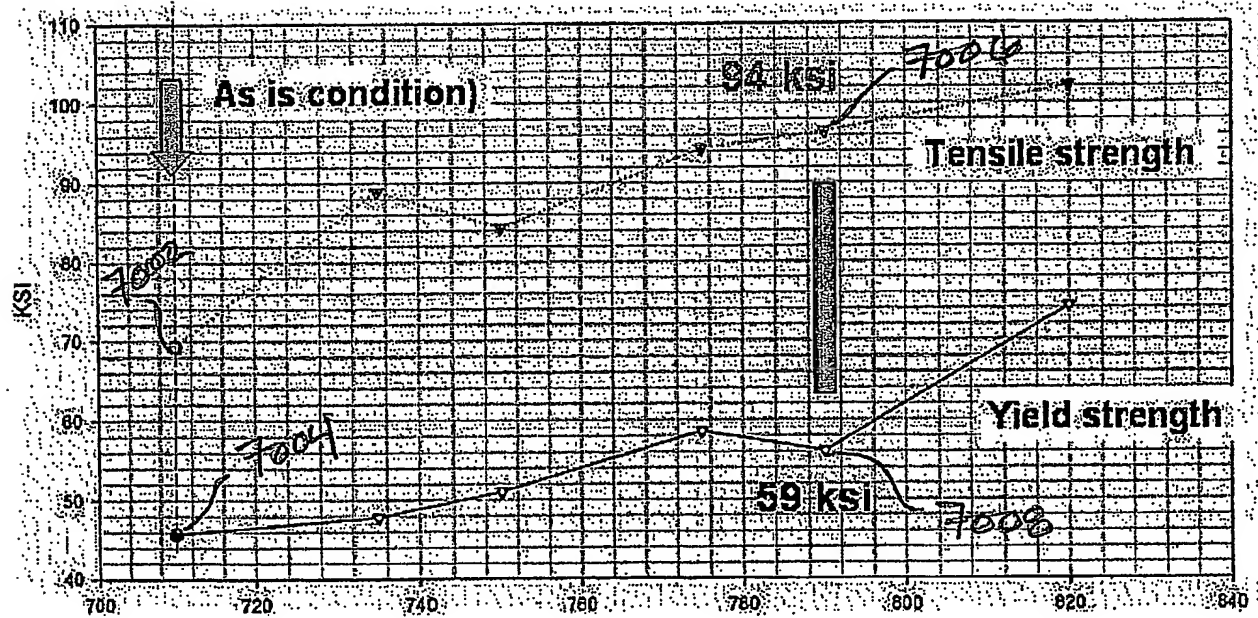 110
As is condition)
94 ksi
7006
100
Tensile strength
90
7002
80
KSI
70
Yield strength
60
7004
50
59 ksi
7008
40
700 720 740 760 780 800 820 840